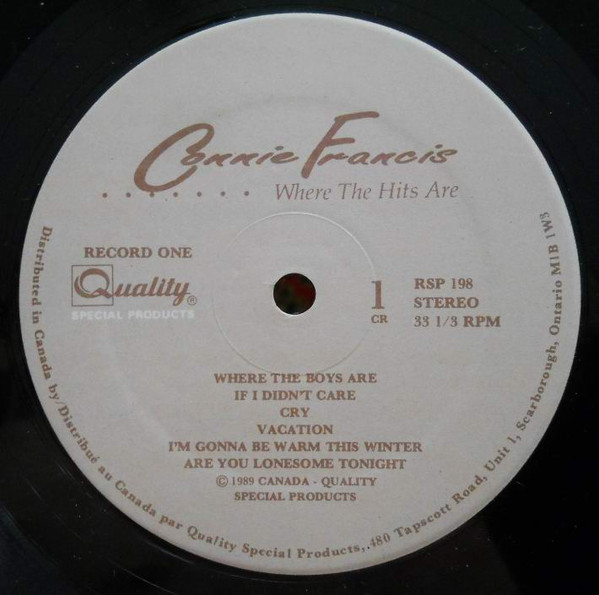 Connie Francis
....... Where The Hits Are
RECORD ONE
Quality®
SPECIAL PRODUCTS
1
CR
RSP 198
STEREO
33 1/3 RPM
WHERE THE BOYS ARE
IF I DIDN'T CARE
CRY
VACATION
I'M GONNA BE WARM THIS WINTER
ARE YOU LONESOME TONIGHT
© 1989 CANADA - QUALITY
SPECIAL PRODUCTS
Distributed in Canada by/Distribué au Canada par Quality Special Products, 480 Tapscott Road, Unit 1, Scarborough, Ontario M1B 1W3